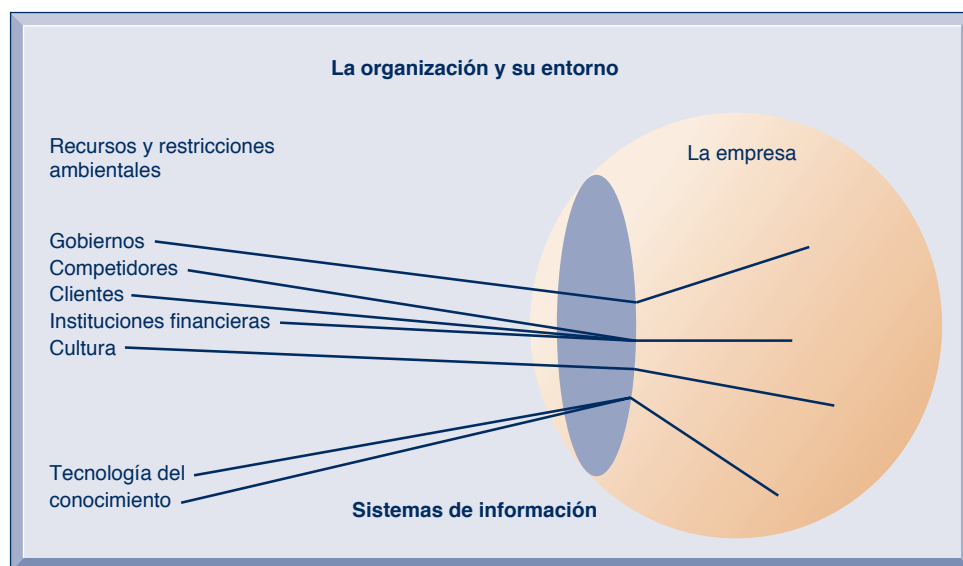 La organización y su entorno
Recursos y restricciones
ambientales
La empresa
Gobiernos
Competidores
Clientes
Instituciones financieras
Cultura
Tecnología del
conocimiento
Sistemas de información